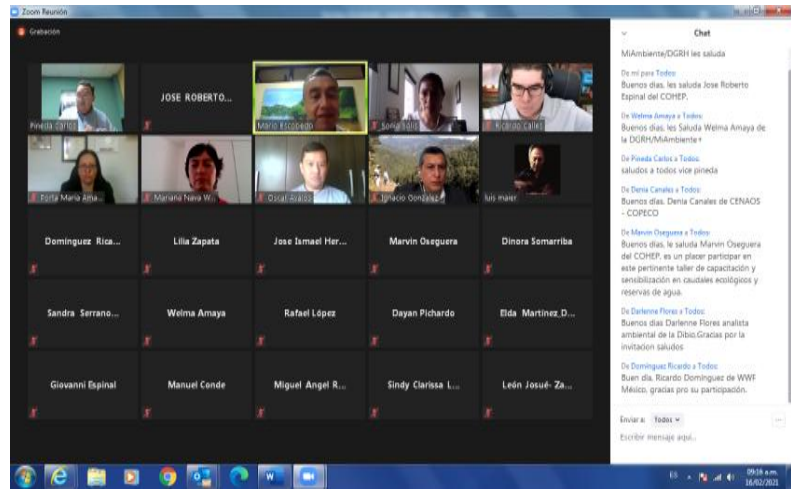 Zoom Reunión
Grabación
Pineda Carlos
JOSE ROBERTO...
Mario Escobedo
Sonia Solis
Ricardo Calles
Porta Maria Ama...
Mariana Nava W...
Oscar Avalos
Ignacio Gonzalez
luis maier
Dominguez Rica...
Lilia Zapata
Jose Ismael Her...
Marvin Oseguera
Dinora Somarriba
Sandra Serrano...
Welma Amaya
Rafael López
Dayan Pichardo
Elda Martinez_D...
Giovanni Espinal
Manuel Conde
Miguel Angel R...
Sindy Clarissa L...
León Josué- Za...
Chat
MiAmbiente/DGRH les saluda
De mí para Todos:
Buenos días, les saluda Jose Roberto
Espinal del COHEP.
De Welma Amaya a Todos:
Buenos días, les Saluda Welma Amaya de
la DGRH/MiAmbiente+
De Pineda Carlos a Todos:
saludos a todos vice pineda
De Denia Canales a Todos:
Buenos días, Denia Canales de CENAOS
- COPECO
De Marvin Oseguera a Todos:
Buenos días, le saluda Marvin Oseguera
del COHEP, es un placer participar en
este pertinente taller de capacitación y
sensibilización en caudales ecológicos y
reservas de agua.
De Darlenne Flores a Todos:
Buenos dias Darlenne Flores analista
ambiental de la Dibio,Gracias por la
invitacion saludos
De Dominguez Ricardo a Todos:
Buen día, Ricardo Domínguez de WWF
México, gracias pro su participación.
Enviar a: Todos
Escribir mensaje aquí...
ES
09:16 a.m.
16/02/2021